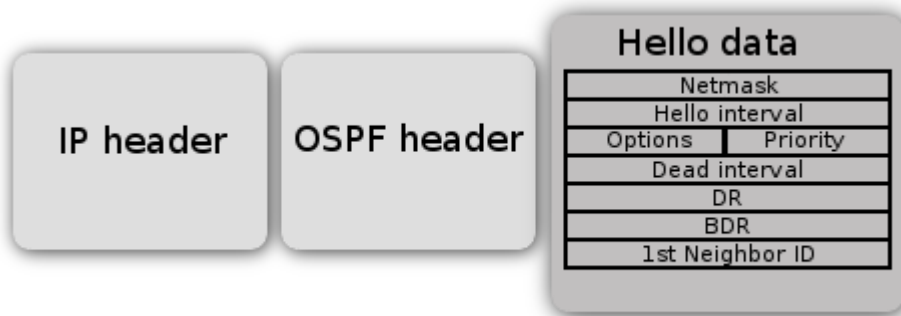 IP header
OSPF header
Hello data
Netmask
Hello interval
Options Priority
Dead interval
DR
BDR
1st Neighbor ID